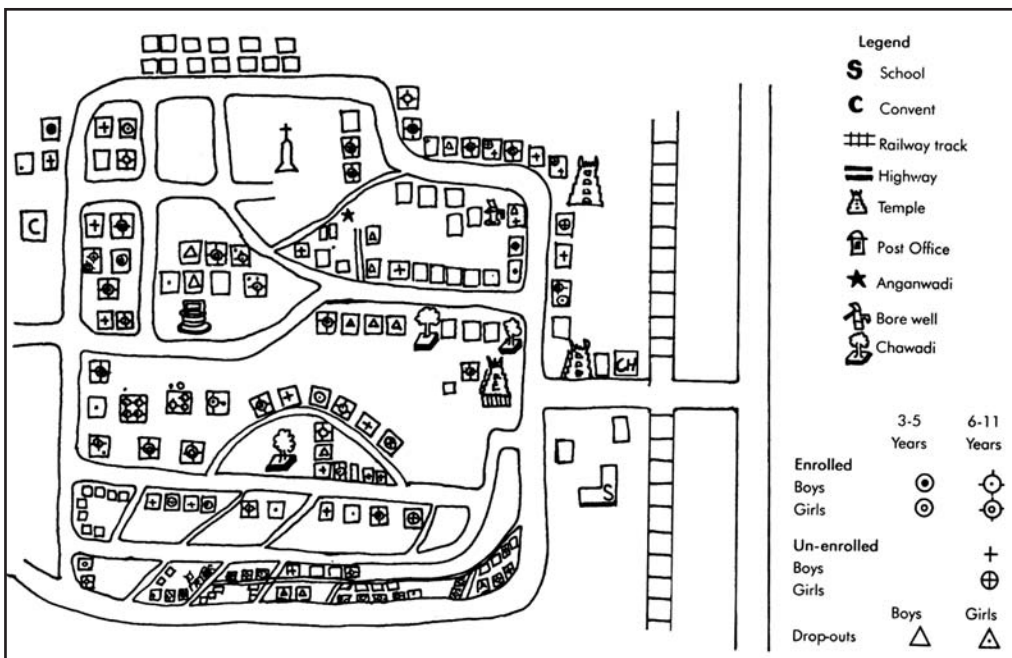 Legend
S School
C Convent
Railway track
Highway
Temple
Post Office
Anganwadi
Bore well
Chawadi
C
CH
S
3-5 6-11
Years Years
Enrolled
Boys
Girls
Un-enrolled
Boys
Girls
Boys Girls
Drop-outs